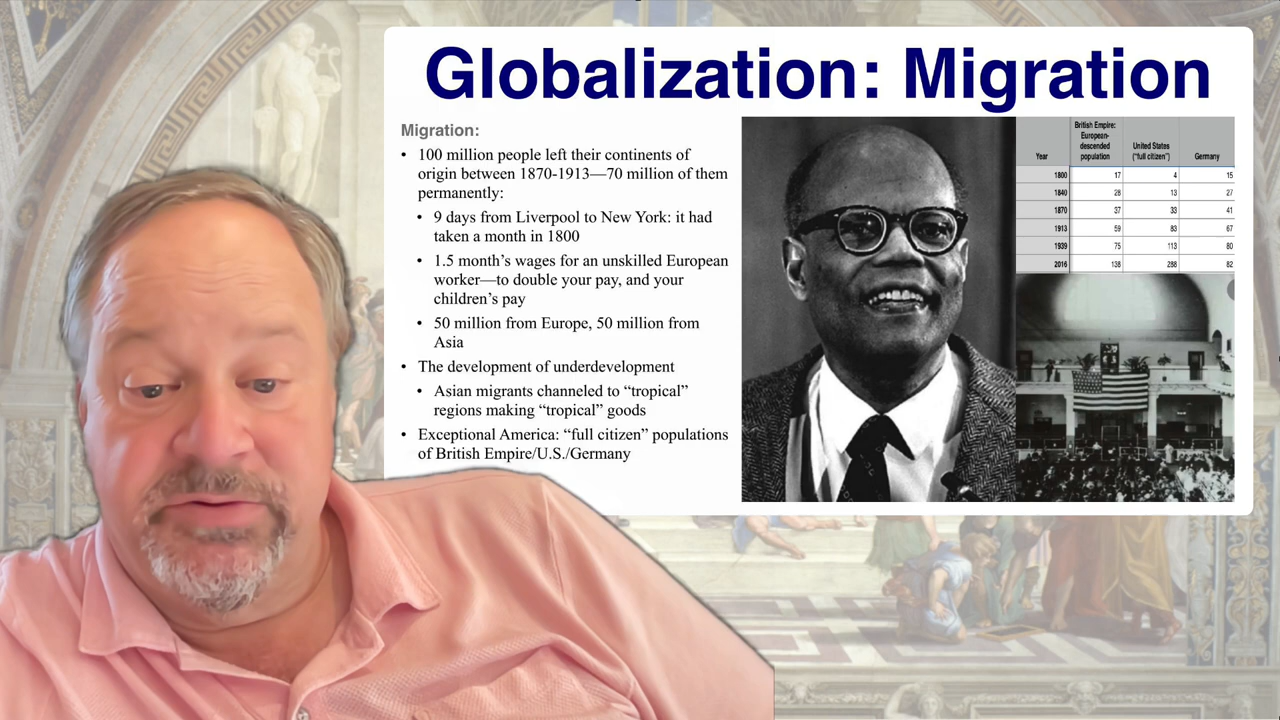 Globalization: Migration
Migration:
• 100 million people left their continents of
origin between 1870-1913—70 million of them
permanently:
• 9 days from Liverpool to New York: it had
taken a month in 1800
• 1.5 month’s wages for an unskilled European
worker—to double your pay, and your
children’s pay
• 50 million from Europe, 50 million from
Asia
• The development of underdevelopment
• Asian migrants channeled to “tropical”
regions making “tropical” goods
• Exceptional America: “full citizen” populations
of British Empire/U.S./Germany
British Empire:
European-
descended
population
United States
(“full citizen”)
Year
Germany
1800 17 4 15
1840 28 13 27
1870 37 33 41
1913 59 83 67
1939 75 113 80
2016 138 288 82